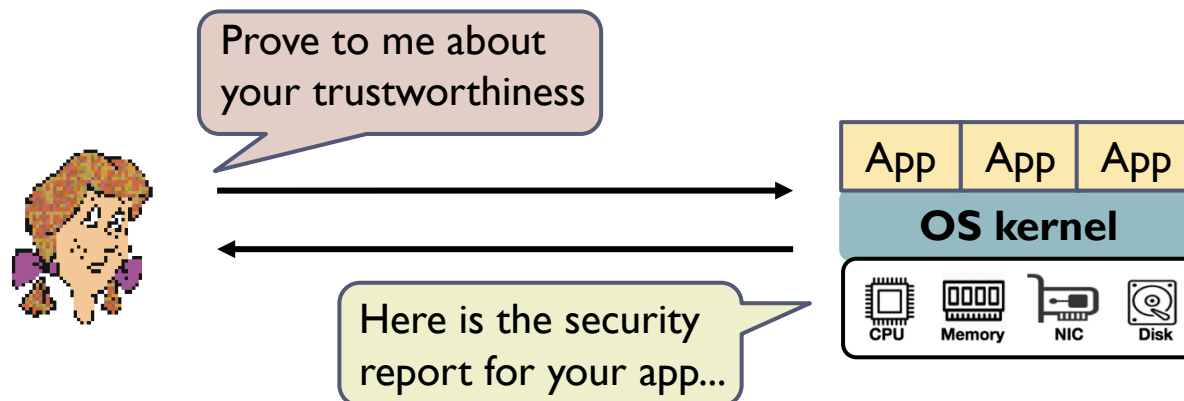 Prove to me about
your trustworthiness
App App App
OS kernel
CPU Memory NIC Disk
Here is the security
report for your app...